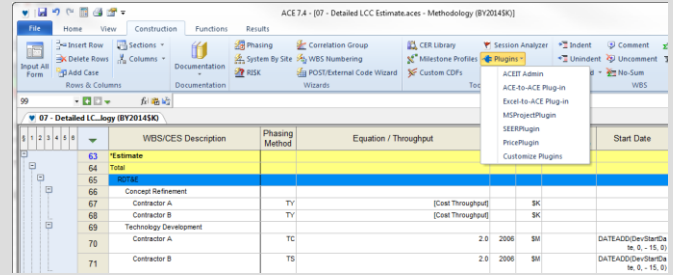 ACE 7.4 - [07 - Detailed LCC Estimate.aces - Methodology (BY2014$K)]
File Home View Construction Functions Results
Input All Form
Insert Row
Delete Rows
Add Case
Rows & Columns
Sections
Columns
Documentation
Documentation
Phasing
System By Site
RISK
Correlation Group
WBS Numbering
POST/External Code Wizard
Wizards
CER Library
Milestone Profiles
Custom CDFs
Session Analyzer
Plugins
ACEIT Admin
ACE-to-ACE Plug-in
Excel-to-ACE Plug-in
MSProjectPlugin
SEERPlugin
PricePlugin
Customize Plugins
Indent
Unindent
Comment
Uncomment
No-Sum
WBS
99
07 - Detailed LC...logy (BY2014$K)
$ 1 2 3 4 5 6 WBS/CES Description Phasing Method Equation / Throughput Start Date
63 *Estimate
64 Total
65 RDT&E
66 Concept Refinement
67 Contractor A TY [Cost Throughput] $K
68 Contractor B TY [Cost Throughput] $K
69 Technology Development
70 Contractor A TC 2.0 2006 $M DATEADD(DevStartDa
te, 0, - 15, 0)
71 Contractor B TS 2.0 2006 $M DATEADD(DevStartDa
te, 0, - 15, 0)